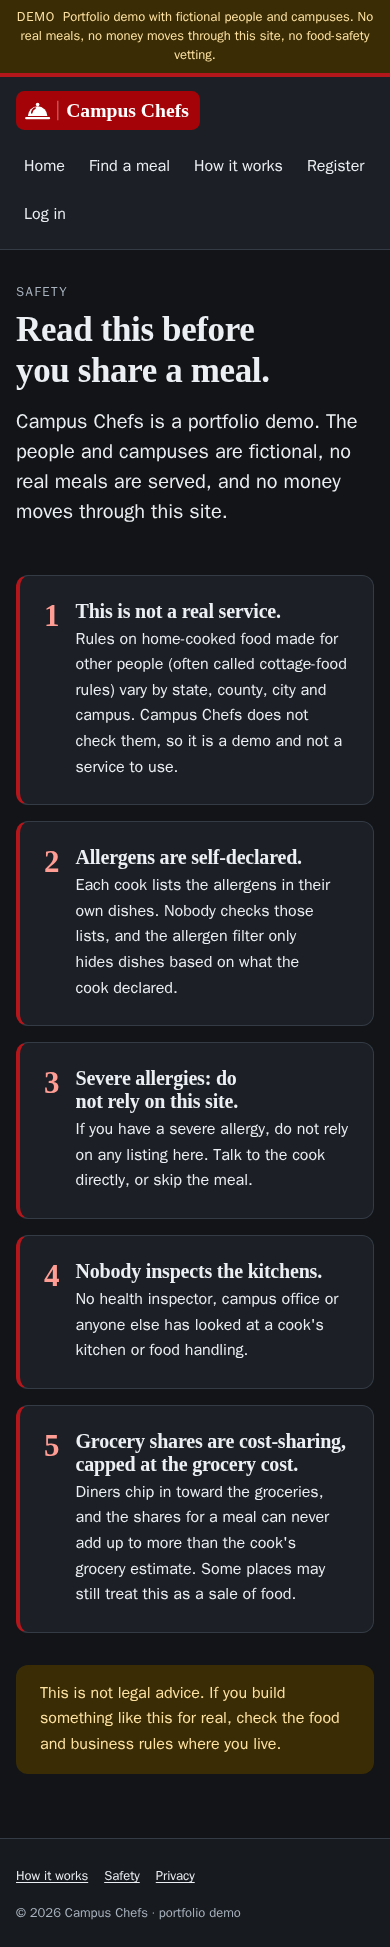 DEMO Portfolio demo with fictional people and campuses. No
real meals, no money moves through this site, no food-safety
vetting.
Campus Chefs
Home Find a meal How it works Register
Log in
SAFETY
Read this before
you share a meal.
Campus Chefs is a portfolio demo. The
people and campuses are fictional, no
real meals are served, and no money
moves through this site.
1 This is not a real service.
Rules on home-cooked food made for
other people (often called cottage-food
rules) vary by state, county, city and
campus. Campus Chefs does not
check them, so it is a demo and not a
service to use.
2 Allergens are self-declared.
Each cook lists the allergens in their
own dishes. Nobody checks those
lists, and the allergen filter only
hides dishes based on what the
cook declared.
3 Severe allergies: do
not rely on this site.
If you have a severe allergy, do not rely
on any listing here. Talk to the cook
directly, or skip the meal.
4 Nobody inspects the kitchens.
No health inspector, campus office or
anyone else has looked at a cook's
kitchen or food handling.
5 Grocery shares are cost-sharing,
capped at the grocery cost.
Diners chip in toward the groceries,
and the shares for a meal can never
add up to more than the cook's
grocery estimate. Some places may
still treat this as a sale of food.
This is not legal advice. If you build
something like this for real, check the food
and business rules where you live.
How it works Safety Privacy
© 2026 Campus Chefs · portfolio demo